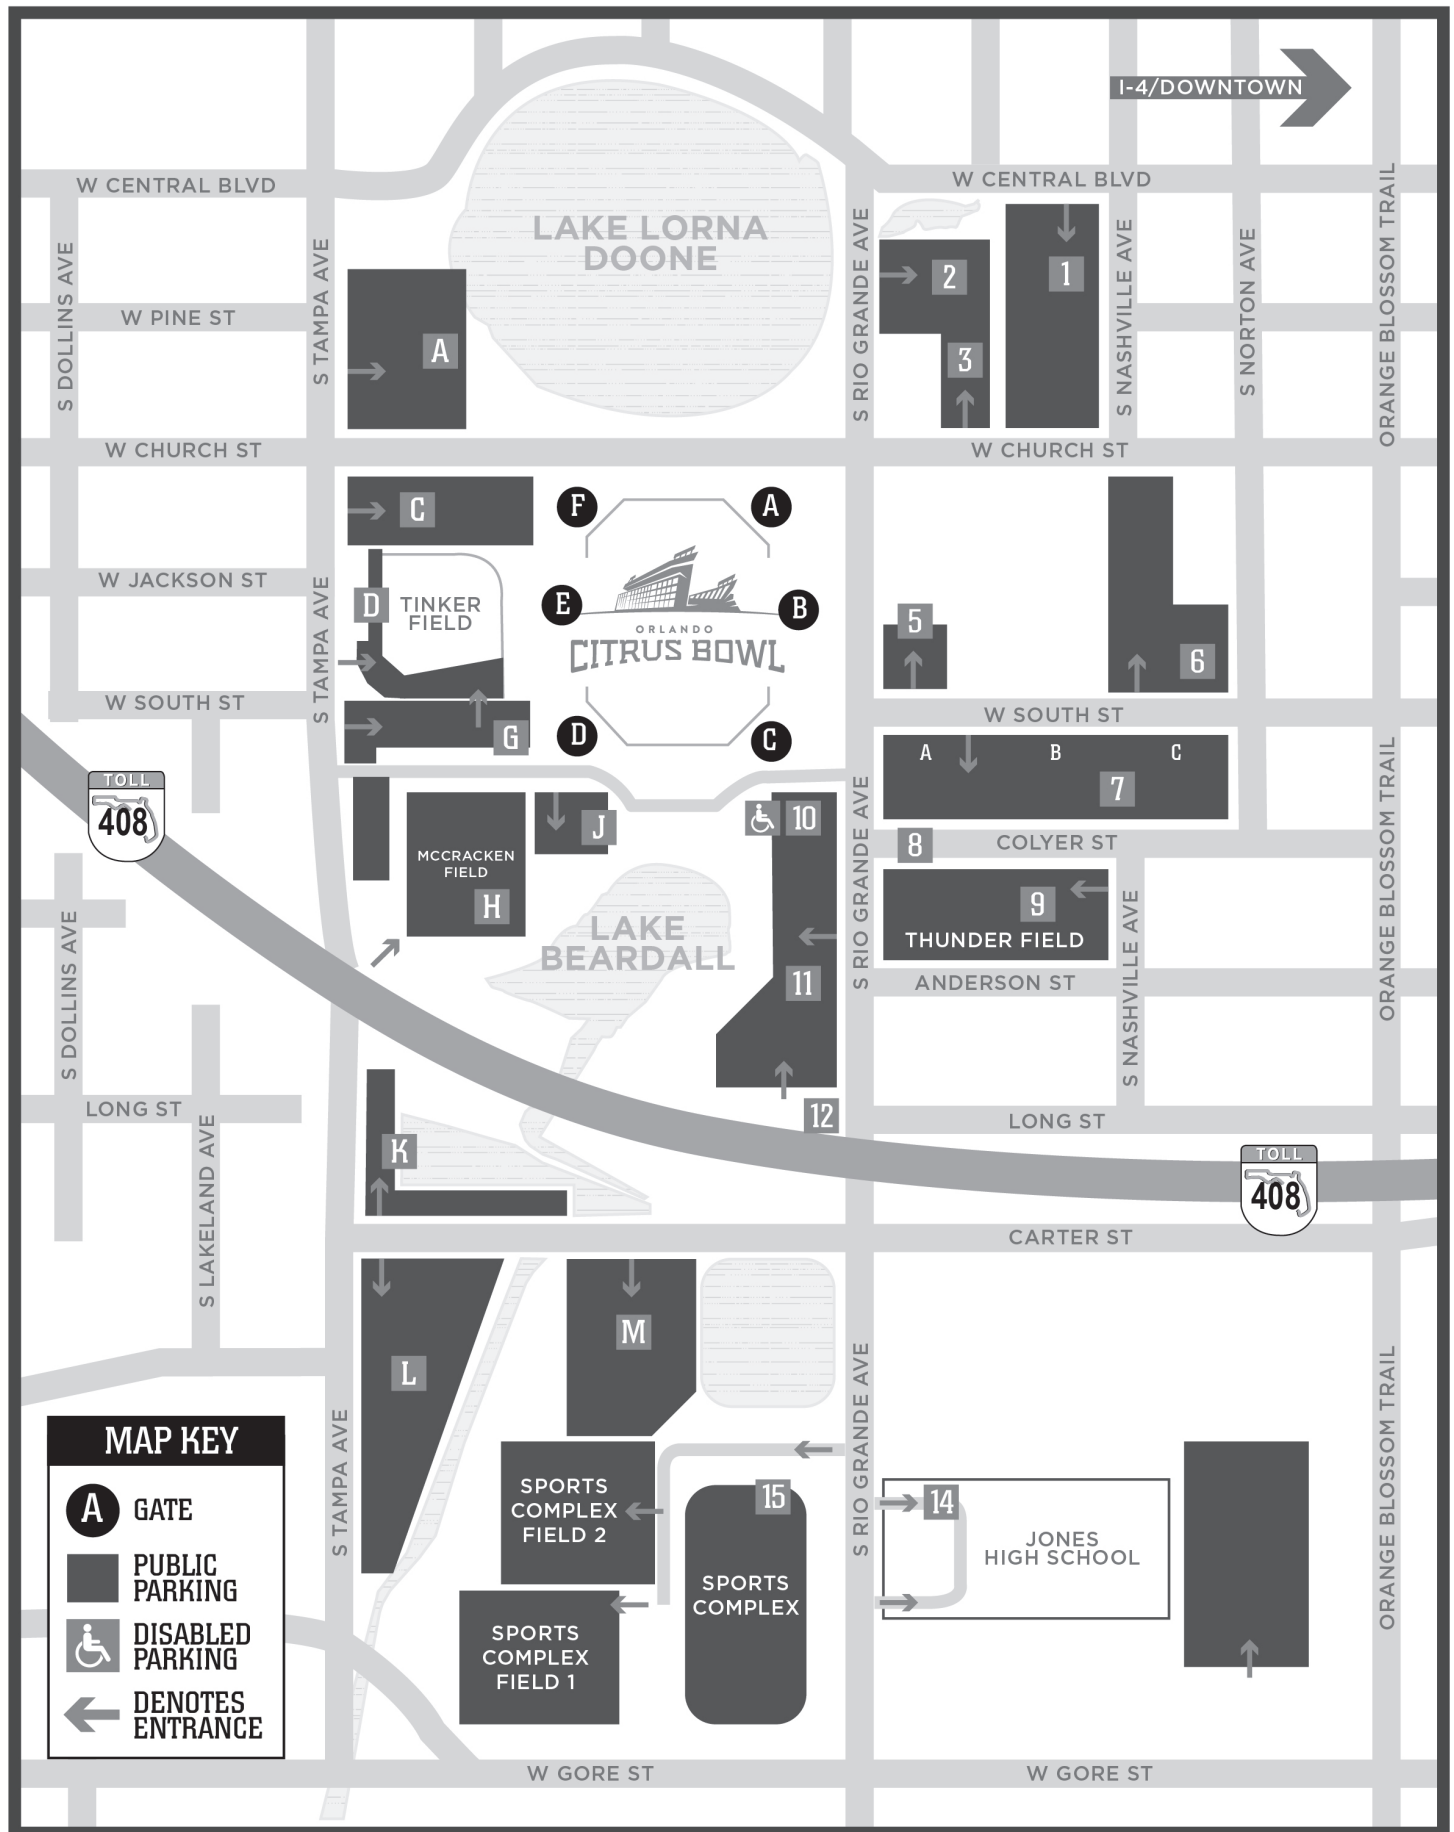 I-4/DOWNTOWN
W CENTRAL BLVD
W CENTRAL BLVD
LAKE LORNA
DOONE
S DOLLINS AVE
S TAMPA AVE
S RIO GRANDE AVE
S NASHVILLE AVE
S NORTON AVE
ORANGE BLOSSOM TRAIL
2
1
W PINE ST
A
3
W CHURCH ST
W CHURCH ST
C
F
A
W JACKSON ST
D
TINKER
FIELD
S TAMPA AVE
E
B
ORLANDO
CITRUS BOWL
5
6
W SOUTH ST
W SOUTH ST
G
D
C
A
B
C
7
TOLL
408
S RIO GRANDE AVE
ORANGE BLOSSOM TRAIL
10
J
8
COLYER ST
MCCRACKEN
FIELD
H
9
THUNDER FIELD
LAKE
BEARDALL
S DOLLINS AVE
11
ANDERSON ST
S NASHVILLE AVE
LONG ST
12
LONG ST
K
TOLL
408
S LAKELAND AVE
CARTER ST
M
L
S TAMPA AVE
S RIO GRANDE AVE
ORANGE BLOSSOM TRAIL
MAP KEY
A
GATE
PUBLIC
PARKING
DISABLED
PARKING
DENOTES
ENTRANCE
SPORTS
COMPLEX
FIELD 2
15
14
JONES
HIGH SCHOOL
SPORTS
COMPLEX
SPORTS
COMPLEX
FIELD 1
W GORE ST
W GORE ST